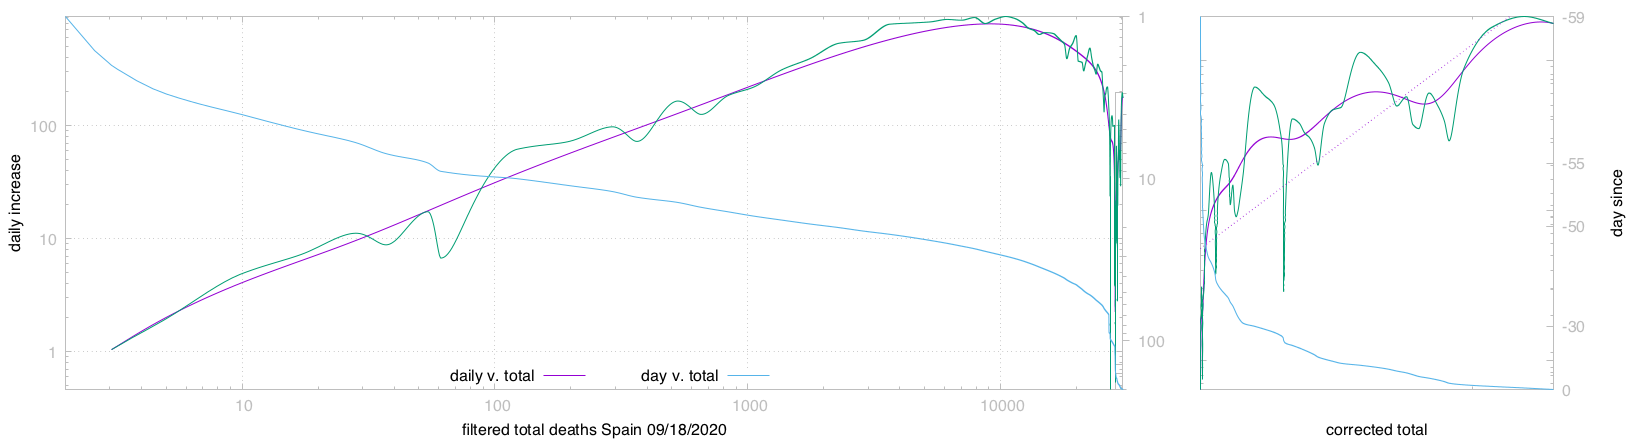 100
10
1
daily increase
10
100
1000
10000
filtered total deaths Spain 09/18/2020
daily v. total
day v. total
1
10
100
-59
-55
-50
-30
0
day since
corrected total